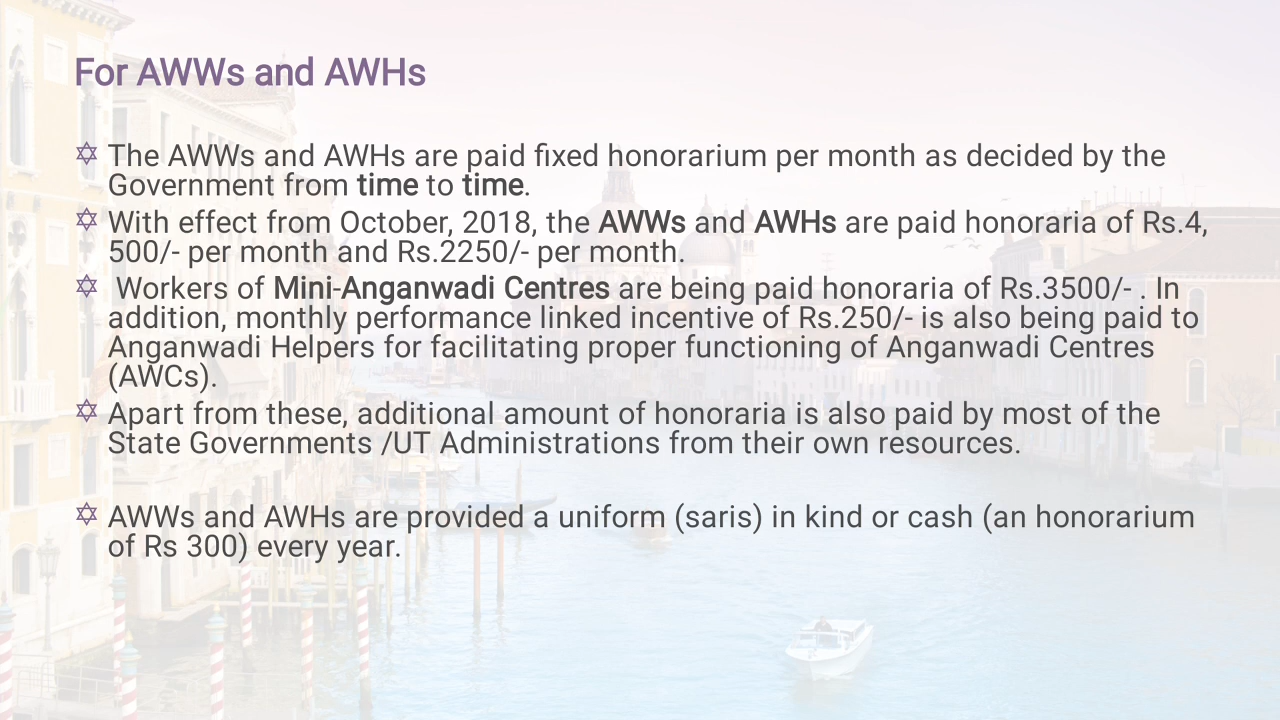 For AWWs and AWHs
✡ The AWWs and AWHs are paid fixed honorarium per month as decided by the
Government from time to time.
✡ With effect from October, 2018, the AWWs and AWHs are paid honoraria of Rs.4,
500/- per month and Rs.2250/- per month.
✡ Workers of Mini-Anganwadi Centres are being paid honoraria of Rs.3500/- . In
addition, monthly performance linked incentive of Rs.250/- is also being paid to
Anganwadi Helpers for facilitating proper functioning of Anganwadi Centres
(AWCs).
✡ Apart from these, additional amount of honoraria is also paid by most of the
State Governments /UT Administrations from their own resources.
✡ AWWs and AWHs are provided a uniform (saris) in kind or cash (an honorarium
of Rs 300) every year.